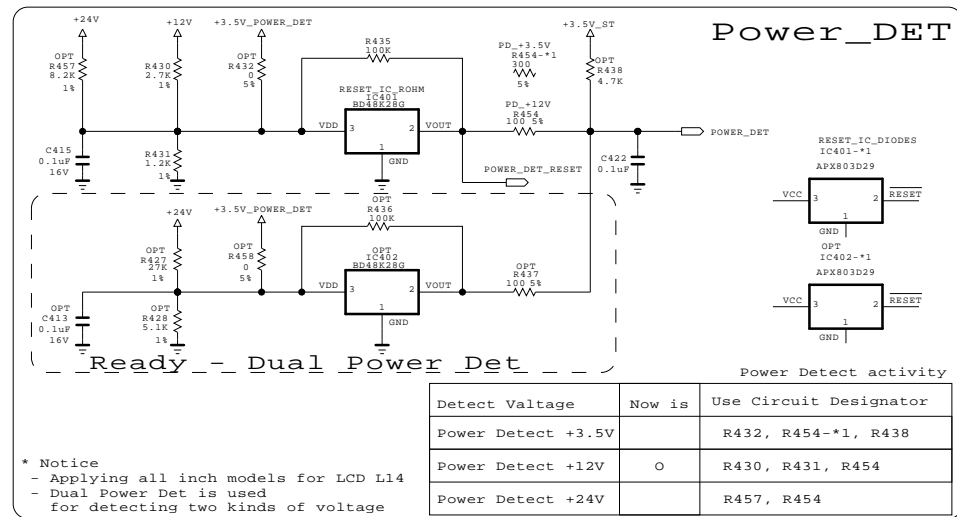 Power_DET
+24V
+12V
+3.5V_POWER_DET
+3.5V_ST
OPT
R457
8.2K
1%
R430
2.7K
1%
OPT
R432
0
5%
R435
100K
PD_+3.5V
R454-*1
300
5%
OPT
R438
4.7K
RESET_IC_ROHM
IC401
BD48K28G
VDD
3
2
VOUT
1
GND
PD_+12V
R454
100 5%
POWER_DET
C415
0.1uF
16V
R431
1.2K
1%
POWER_DET_RESET
C422
0.1uF
RESET_IC_DIODES
IC401-*1
APX803D29
VCC
3
2
RESET
1
GND
+24V
+3.5V_POWER_DET
OPT
R427
27K
1%
OPT
R458
0
5%
OPT
R436
100K
OPT
IC402
BD48K28G
VDD
3
2
VOUT
1
GND
OPT
R437
100 5%
OPT
C413
0.1uF
16V
OPT
R428
5.1K
1%
OPT
IC402-*1
APX803D29
VCC
3
2
RESET
1
GND
Ready - Dual Power Det
Power Detect activity
Detect Valtage Now is Use Circuit Designator
Power Detect +3.5V R432, R454-*1, R438
Power Detect +12V O R430, R431, R454
Power Detect +24V R457, R454
* Notice
- Applying all inch models for LCD L14
- Dual Power Det is used
for detecting two kinds of voltage